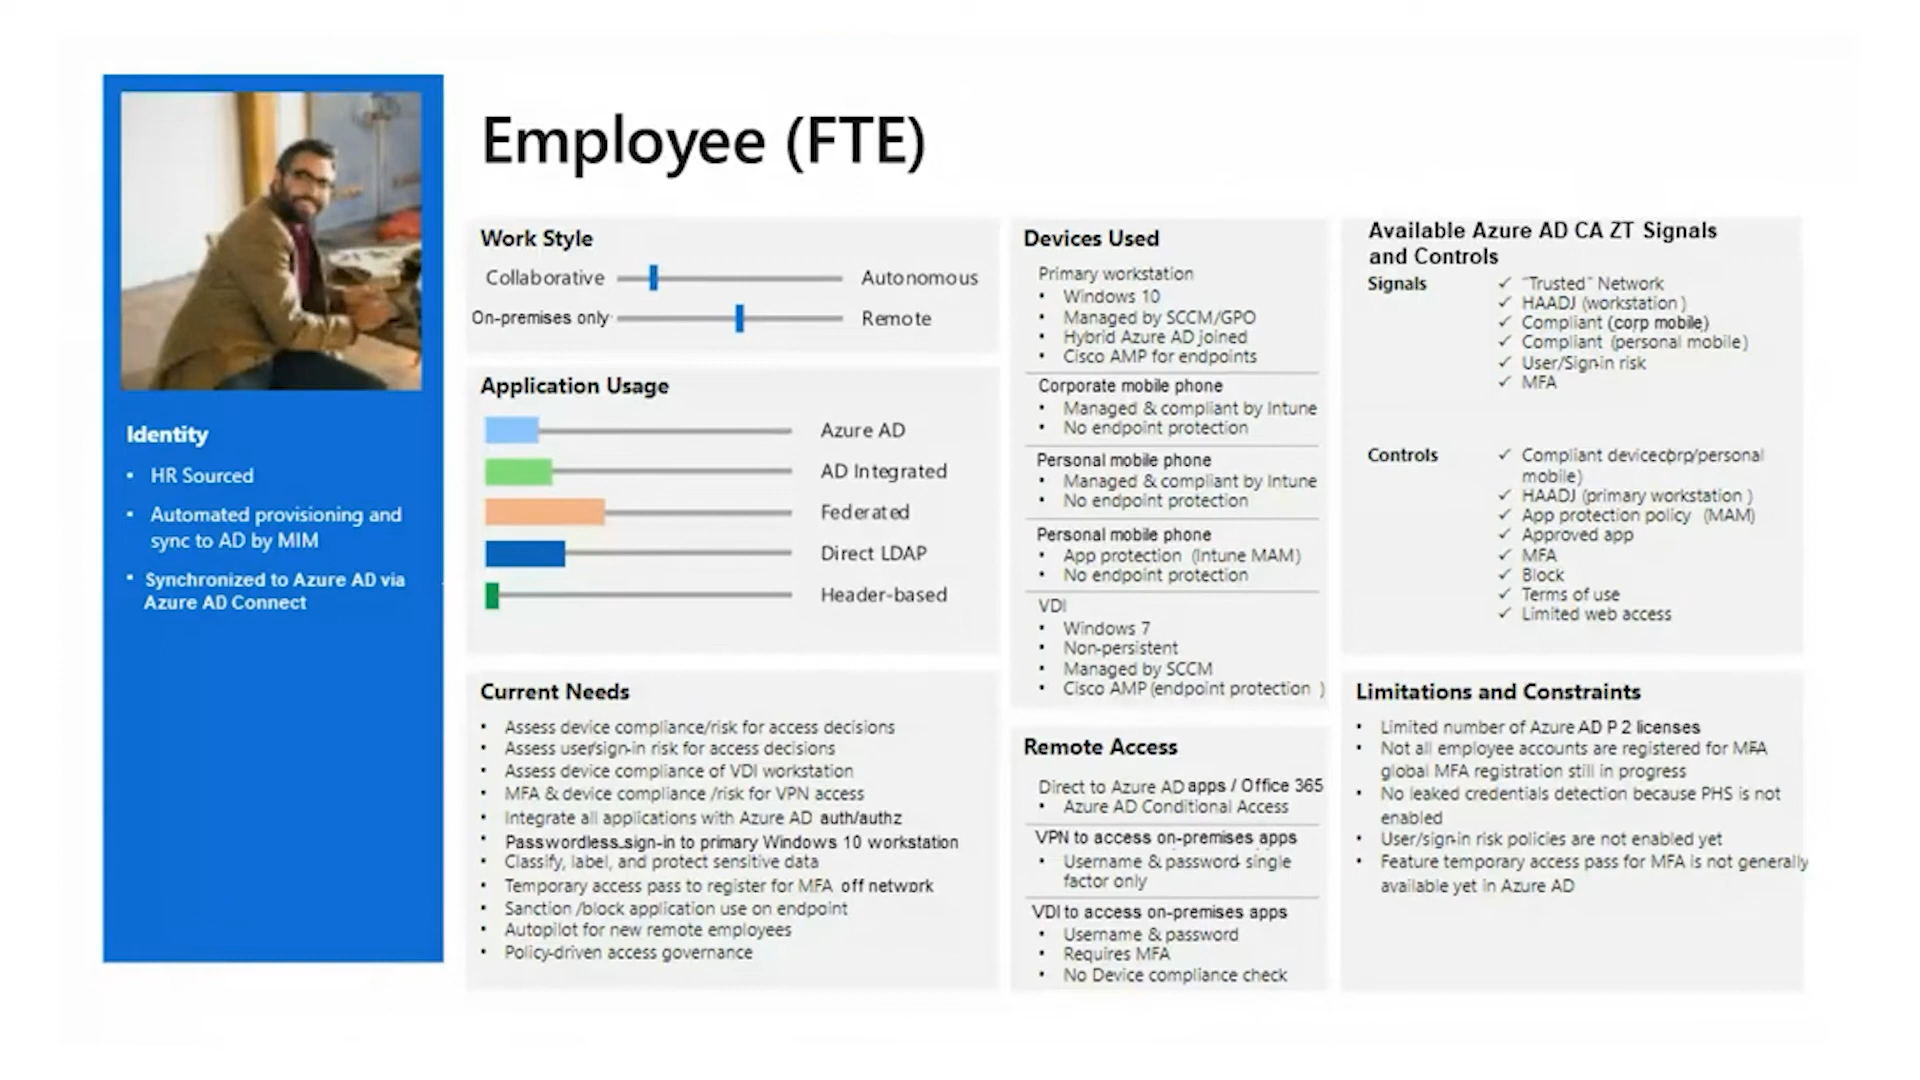 Employee (FTE)
Identity
• HR Sourced
• Automated provisioning and
sync to AD by MIM
• Synchronized to Azure AD via
Azure AD Connect
Work Style
Collaborative Autonomous
On-premises only Remote
Application Usage
Azure AD
AD Integrated
Federated
Direct LDAP
Header-based
Current Needs
• Assess device compliance/risk for access decisions
• Assess user/sign-in risk for access decisions
• Assess device compliance of VDI workstation
• MFA & device compliance /risk for VPN access
• Integrate all applications with Azure AD auth/authz
• Passwordless sign-in to primary Windows 10 workstation
• Classify, label, and protect sensitive data
• Temporary access pass to register for MFA off network
• Sanction /block application use on endpoint
• Autopilot for new remote employees
• Policy-driven access governance
Devices Used
Primary workstation
• Windows 10
• Managed by SCCM/GPO
• Hybrid Azure AD joined
• Cisco AMP for endpoints
Corporate mobile phone
• Managed & compliant by Intune
• No endpoint protection
Personal mobile phone
• Managed & compliant by Intune
• No endpoint protection
Personal mobile phone
• App protection (Intune MAM)
• No endpoint protection
VDI
• Windows 7
• Non-persistent
• Managed by SCCM
• Cisco AMP (endpoint protection )
Remote Access
Direct to Azure AD apps / Office 365
• Azure AD Conditional Access
VPN to access on-premises apps
• Username & password single
factor only
VDI to access on-premises apps
• Username & password
• Requires MFA
• No Device compliance check
Available Azure AD CA ZT Signals
and Controls
Signals ✓ “Trusted” Network
✓ HAADJ (workstation )
✓ Compliant (corp mobile)
✓ Compliant (personal mobile)
✓ User/Sign-in risk
✓ MFA
Controls ✓ Compliant device(corp/personal
mobile)
✓ HAADJ (primary workstation )
✓ App protection policy (MAM)
✓ Approved app
✓ MFA
✓ Block
✓ Terms of use
✓ Limited web access
Limitations and Constraints
• Limited number of Azure AD P 2 licenses
• Not all employee accounts are registered for MFA
global MFA registration still in progress
• No leaked credentials detection because PHS is not
enabled
• User/sign-in risk policies are not enabled yet
• Feature temporary access pass for MFA is not generally
available yet in Azure AD